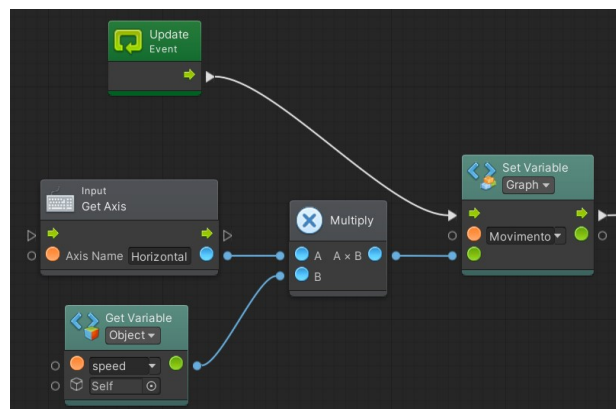 Update
Event
Input
Get Axis
Axis Name Horizontal
Multiply
A A × B
B
Set Variable
Graph
Movimento
Get Variable
Object
speed
Self